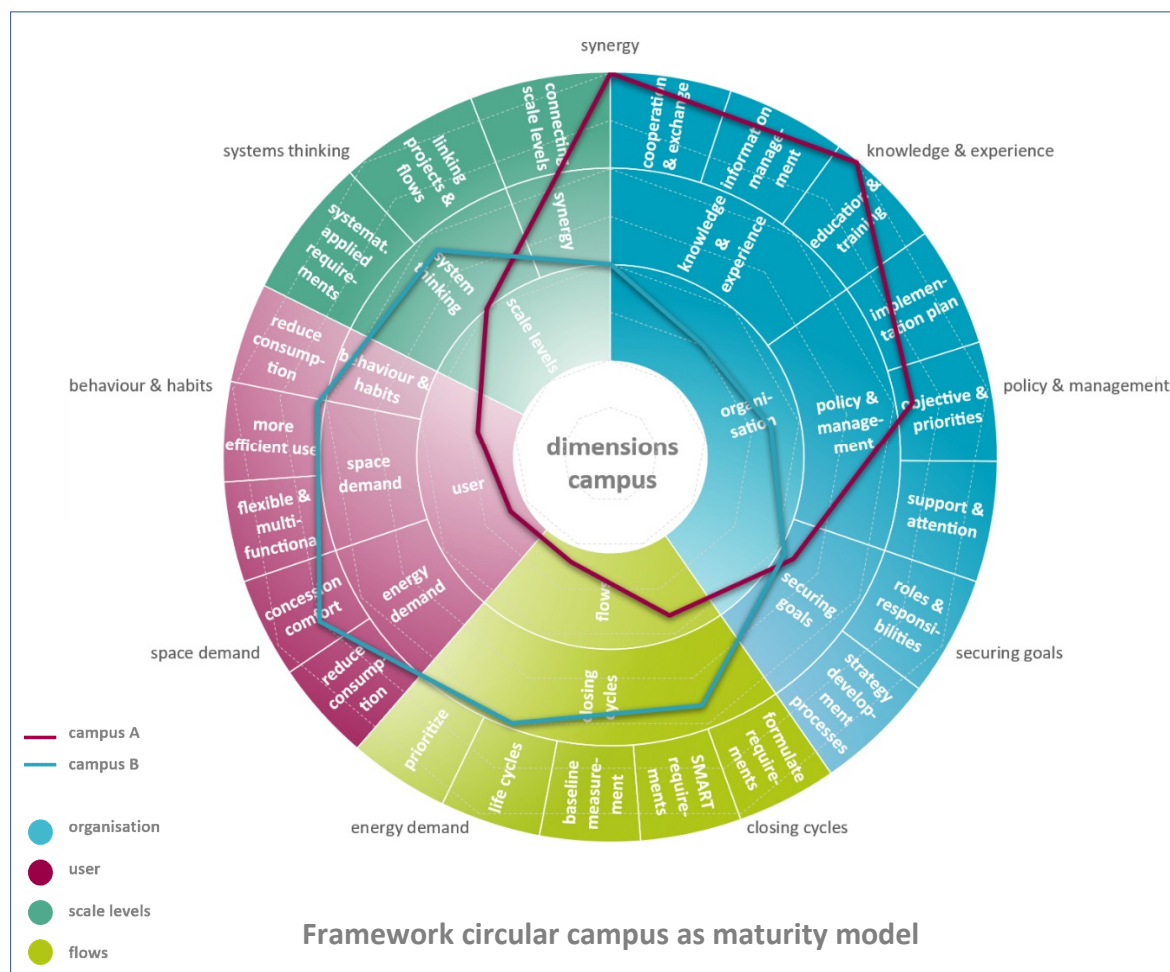 synergy
knowledge & experience
policy & management
securing goals
closing cycles
energy demand
space demand
behaviour & habits
systems thinking
cooperation
& exchange
information
manage-
ment
education &
training
implemen-
tation plan
objective &
priorities
support &
attention
roles &
responsi-
bilities
strategy
develop-
ment
processes
formulate
require-
ments
SMART
require-
ments
baseline
measure-
ment
life cycles
prioritize
reduce
consump-
tion
concession
comfort
flexible &
multi-
functional
more
efficient use
reduce
consump-
tion
systemat.
applied
require-
ments
linking
projects &
flows
connecting
scale levels
knowledge
&
experience
policy &
manage-
ment
securing
goals
closing
cycles
energy
demand
space
demand
behaviour &
habits
system
thinking
synergy
organi-
sation
flows
user
scale levels
dimensions
campus
campus A
campus B
organisation
user
scale levels
flows
Framework circular campus as maturity model